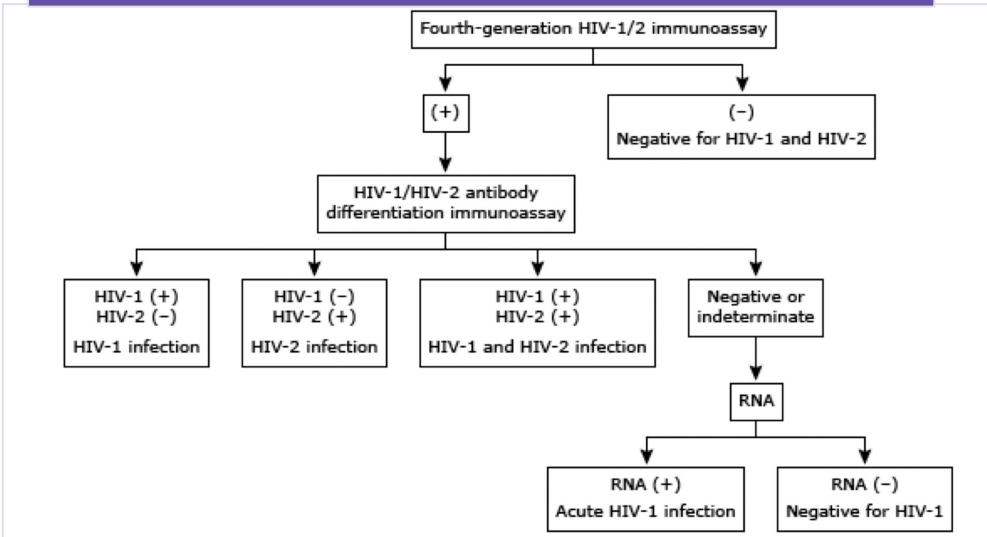 Fourth-generation HIV-1/2 immunoassay
(+)
(–)
Negative for HIV-1 and HIV-2
HIV-1/HIV-2 antibody
differentiation immunoassay
HIV-1 (+)
HIV-2 (–)
HIV-1 infection
HIV-1 (–)
HIV-2 (+)
HIV-2 infection
HIV-1 (+)
HIV-2 (+)
HIV-1 and HIV-2 infection
Negative or
indeterminate
RNA
RNA (+)
Acute HIV-1 infection
RNA (–)
Negative for HIV-1